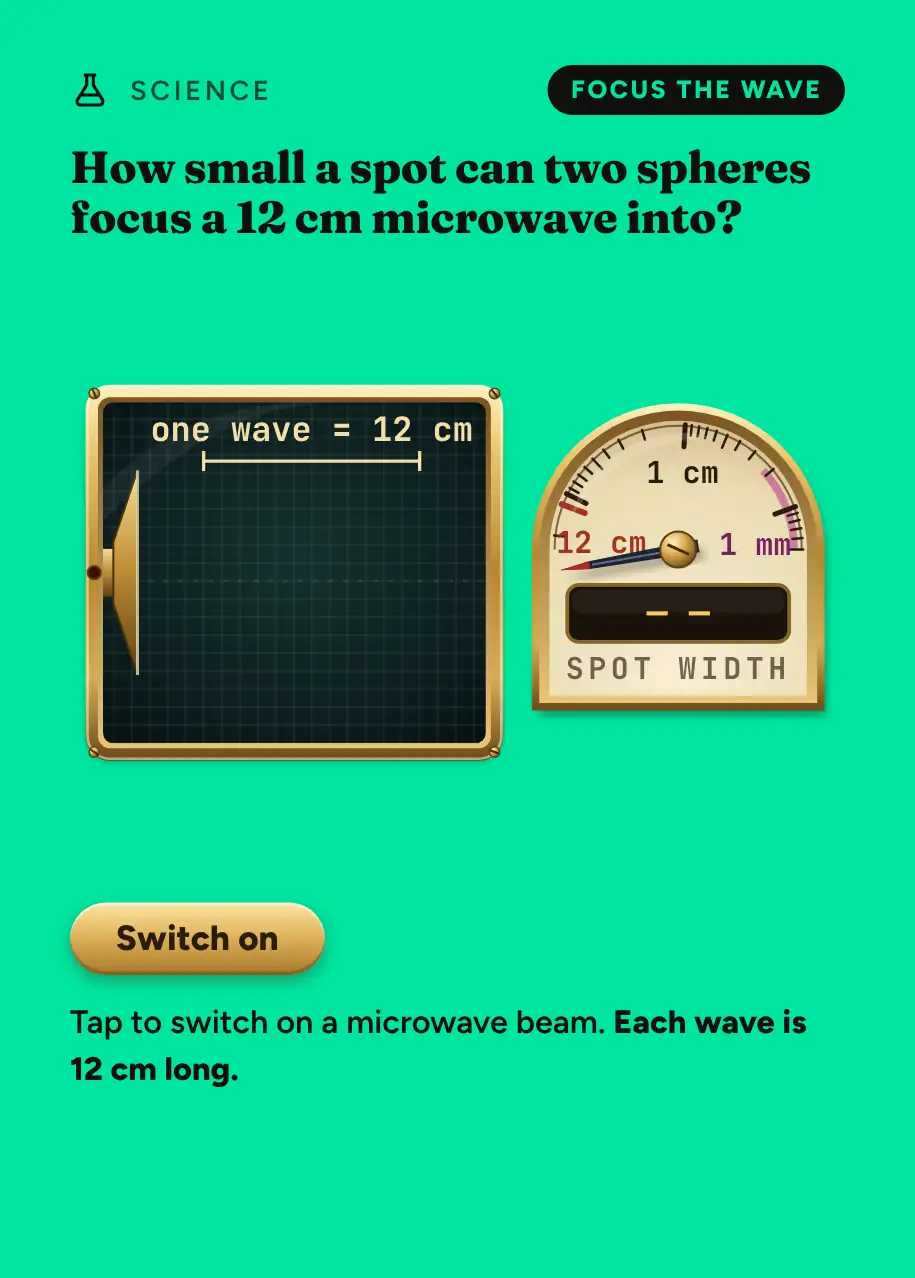 SCIENCE
FOCUS THE WAVE
How small a spot can two spheres
focus a 12 cm microwave into?
one wave = 12 cm
1 cm
12 cm
1 mm
– –
SPOT WIDTH
Switch on
Tap to switch on a microwave beam. Each wave is
12 cm long.